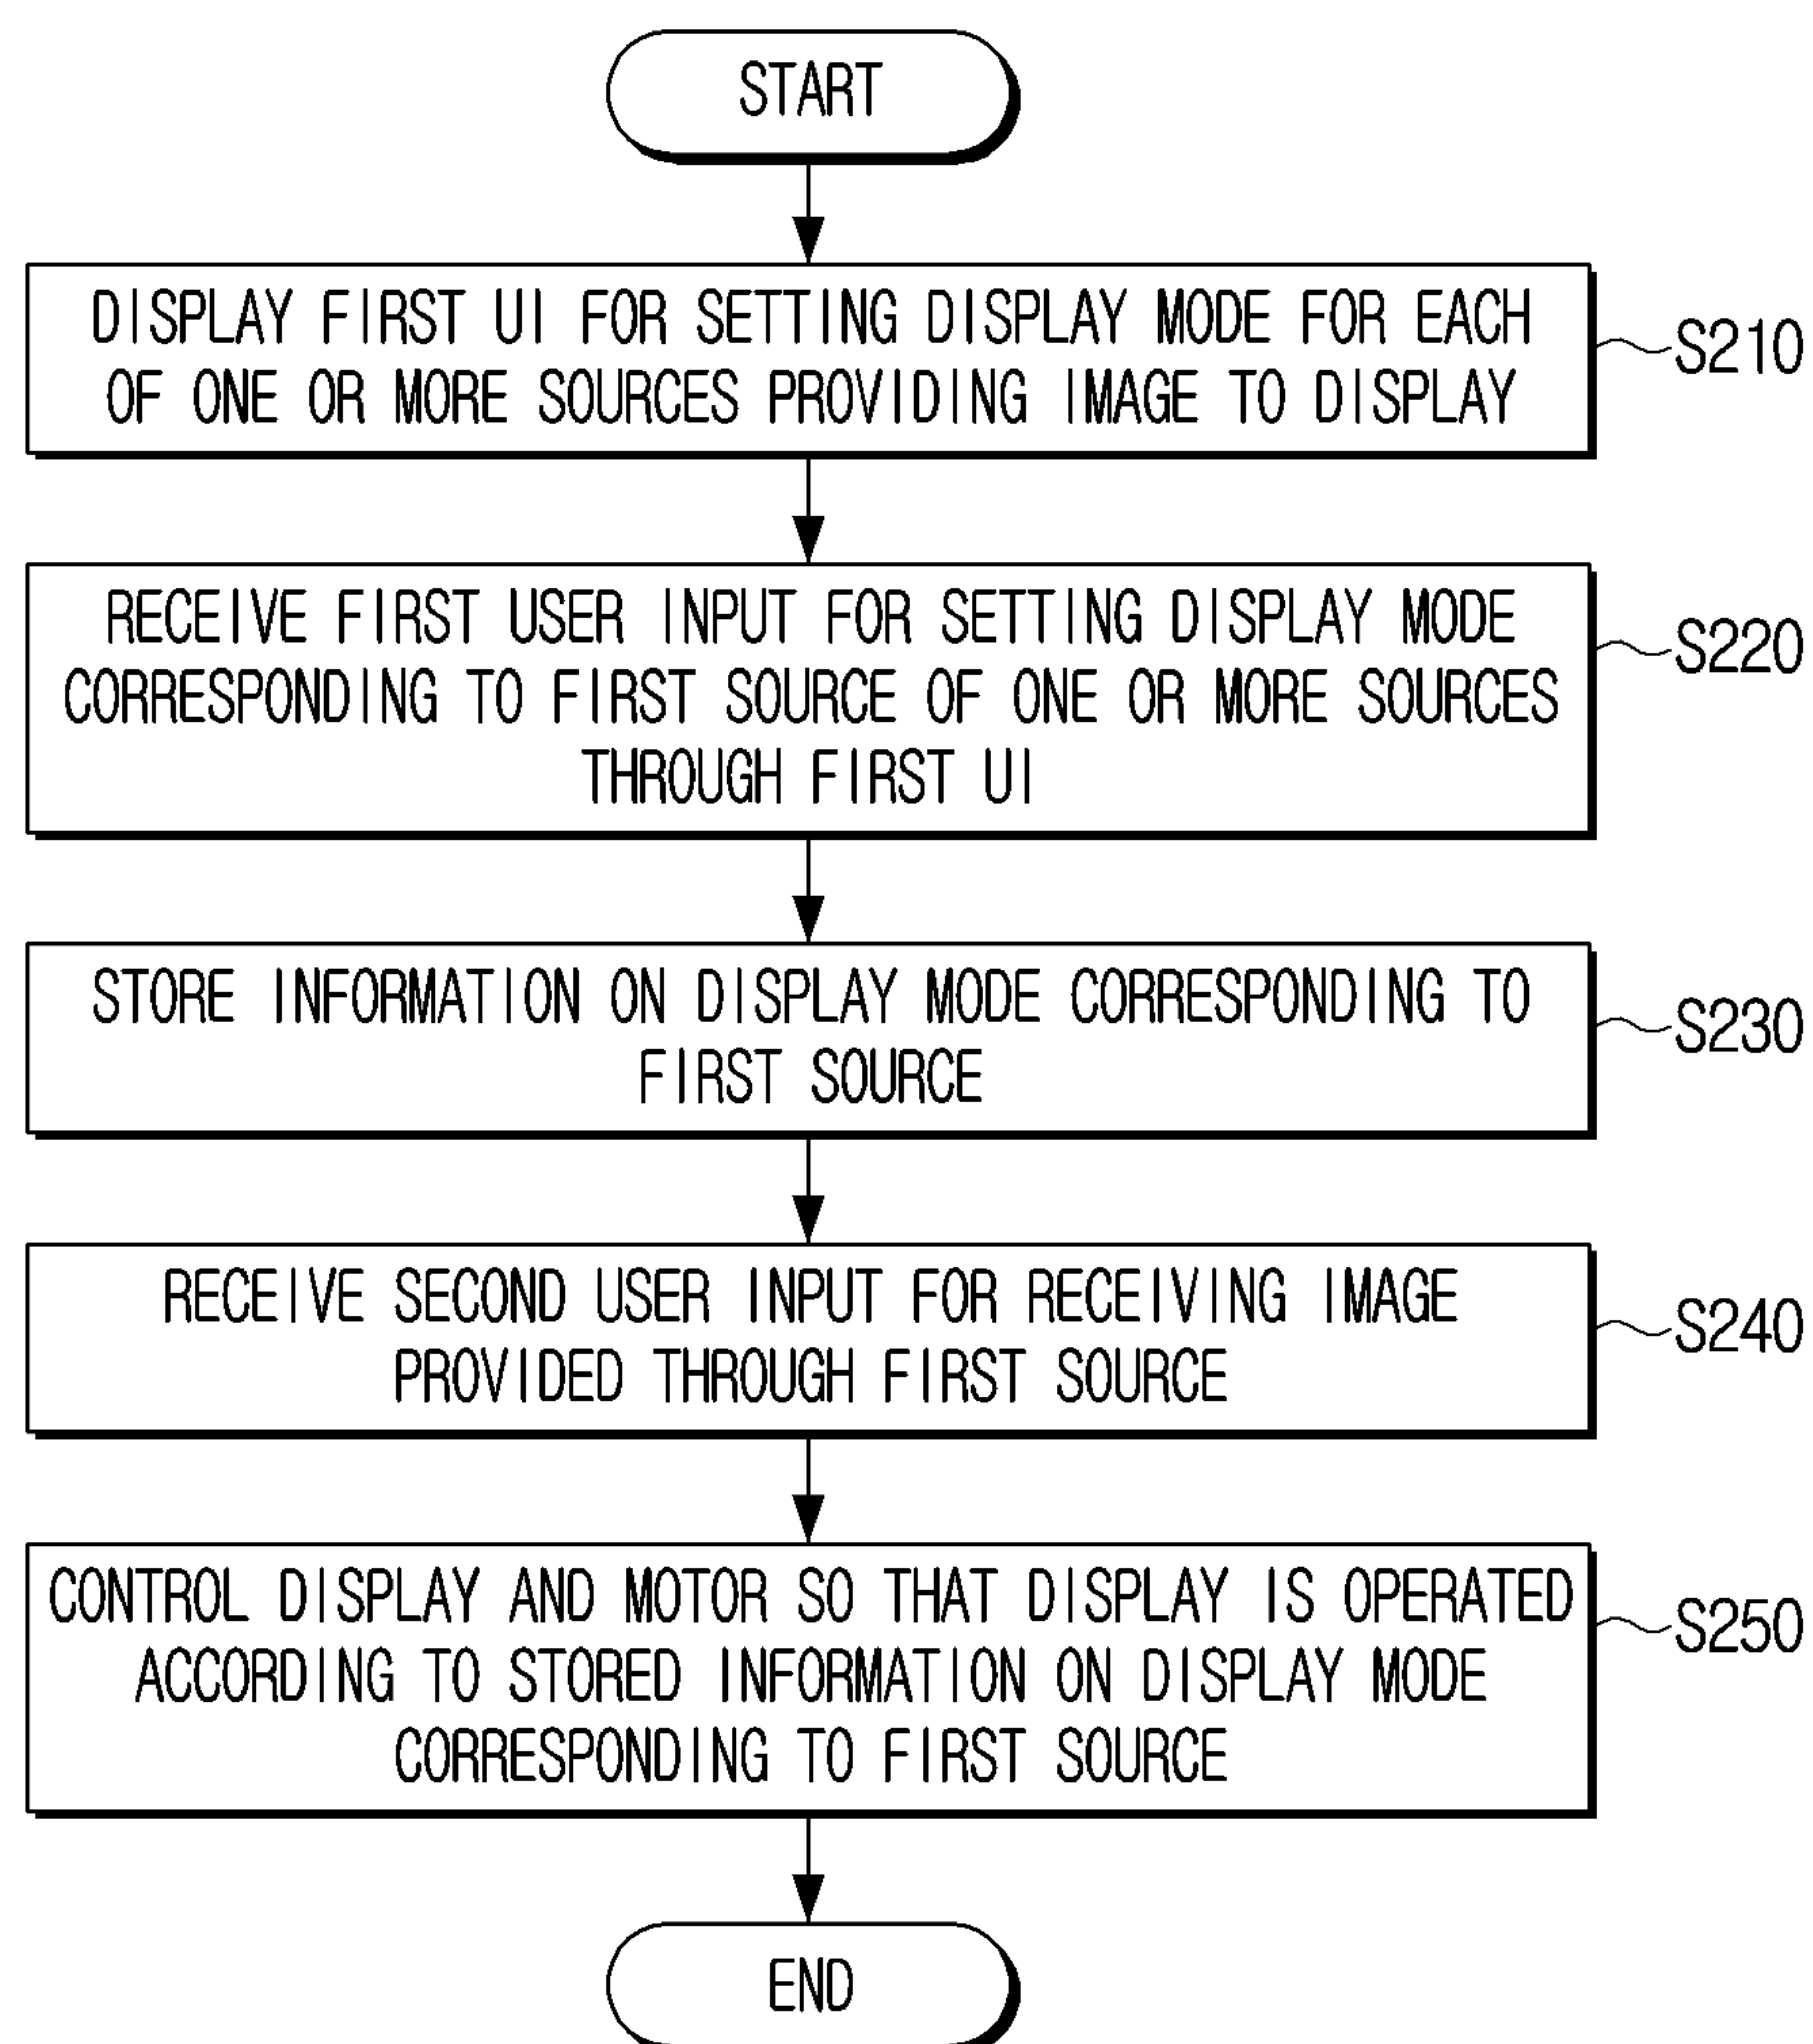 START
DISPLAY FIRST UI FOR SETTING DISPLAY MODE FOR EACH
OF ONE OR MORE SOURCES PROVIDING IMAGE TO DISPLAY
S210
RECEIVE FIRST USER INPUT FOR SETTING DISPLAY MODE
CORRESPONDING TO FIRST SOURCE OF ONE OR MORE SOURCES
THROUGH FIRST UI
S220
STORE INFORMATION ON DISPLAY MODE CORRESPONDING TO
FIRST SOURCE
S230
RECEIVE SECOND USER INPUT FOR RECEIVING IMAGE
PROVIDED THROUGH FIRST SOURCE
S240
CONTROL DISPLAY AND MOTOR SO THAT DISPLAY IS OPERATED
ACCORDING TO STORED INFORMATION ON DISPLAY MODE
CORRESPONDING TO FIRST SOURCE
S250
END